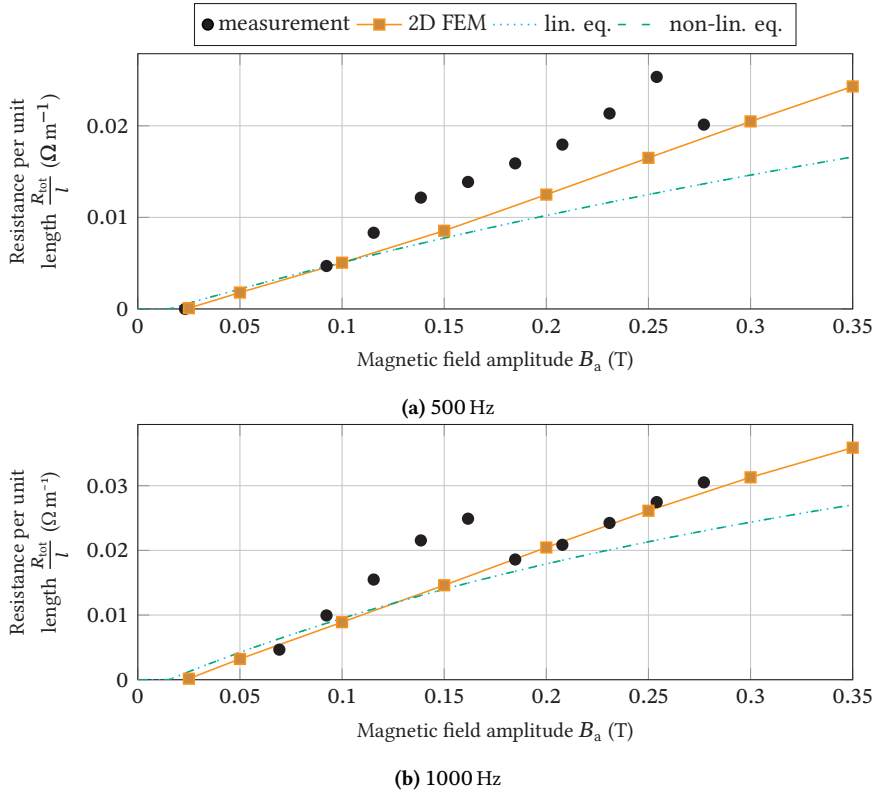 measurement 2D FEM lin. eq. non-lin. eq.
0.02
0.01
0
0 0.05 0.1 0.15 0.2 0.25 0.3 0.35
Resistance per unit
length R_tot/l (Ω m⁻¹)
Magnetic field amplitude B_a (T)
(a) 500 Hz
0.03
0.02
0.01
0
0 0.05 0.1 0.15 0.2 0.25 0.3 0.35
Resistance per unit
length R_tot/l (Ω m⁻¹)
Magnetic field amplitude B_a (T)
(b) 1000 Hz